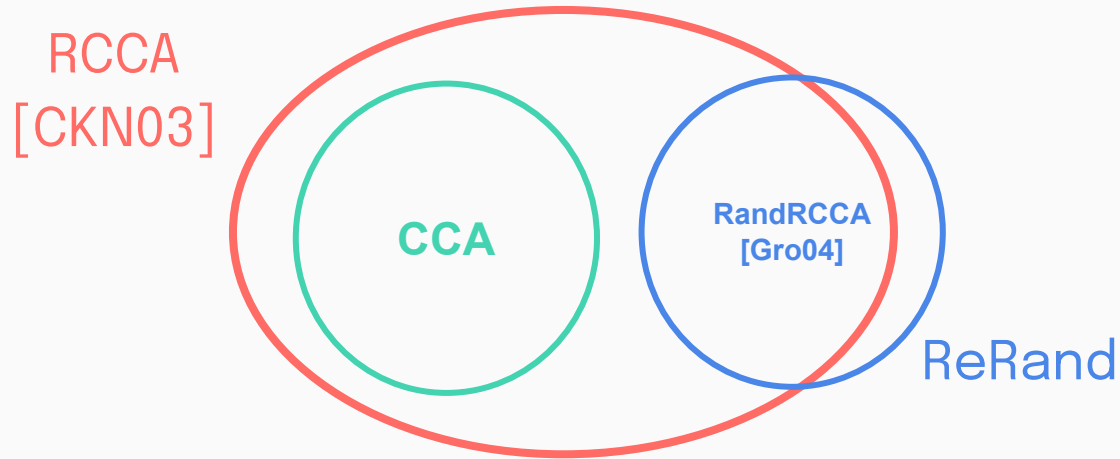 RCCA
[CKN03]
CCA
RandRCCA
[Gro04]
ReRand